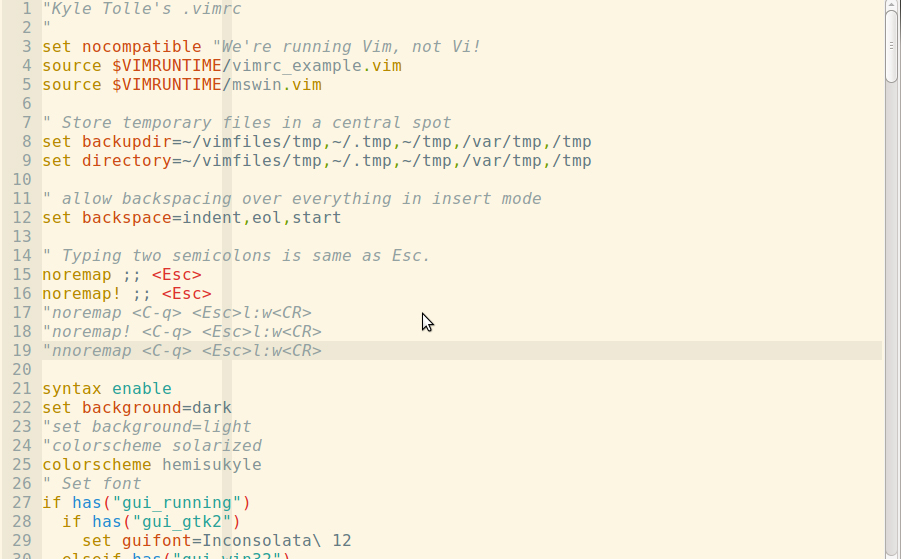 1 "Kyle Tolle's .vimrc
2 "
3 set nocompatible "We're running Vim, not Vi!
4 source $VIMRUNTIME/vimrc_example.vim
5 source $VIMRUNTIME/mswin.vim
6
7 " Store temporary files in a central spot
8 set backupdir=~/vimfiles/tmp,~/.tmp,~/tmp,/var/tmp,/tmp
9 set directory=~/vimfiles/tmp,~/.tmp,~/tmp,/var/tmp,/tmp
10
11 " allow backspacing over everything in insert mode
12 set backspace=indent,eol,start
13
14 " Typing two semicolons is same as Esc.
15 noremap ;; <Esc>
16 noremap! ;; <Esc>
17 "noremap <C-q> <Esc>l:w<CR>
18 "noremap! <C-q> <Esc>l:w<CR>
19 "nnoremap <C-q> <Esc>l:w<CR>
20
21 syntax enable
22 set background=dark
23 "set background=light
24 "colorscheme solarized
25 colorscheme hemisukyle
26 " Set font
27 if has("gui_running")
28   if has("gui_gtk2")
29     set guifont=Inconsolata\ 12
30   elseif has("gui_win32")